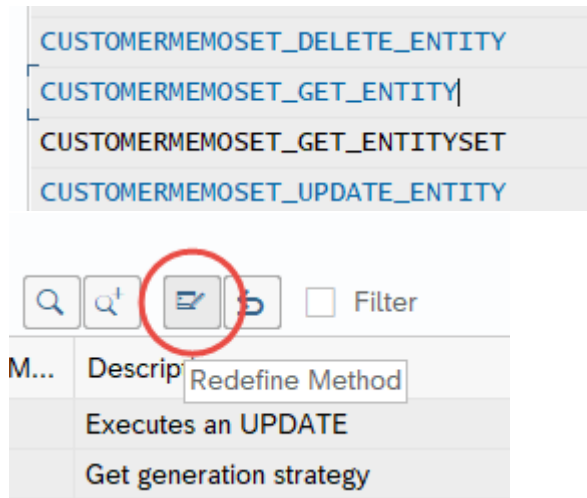 CUSTOMERMEMOSET_DELETE_ENTITY
CUSTOMERMEMOSET_GET_ENTITY
CUSTOMERMEMOSET_GET_ENTITYSET
CUSTOMERMEMOSET_UPDATE_ENTITY
Filter
M... Descrip
Redefine Method
Executes an UPDATE
Get generation strategy